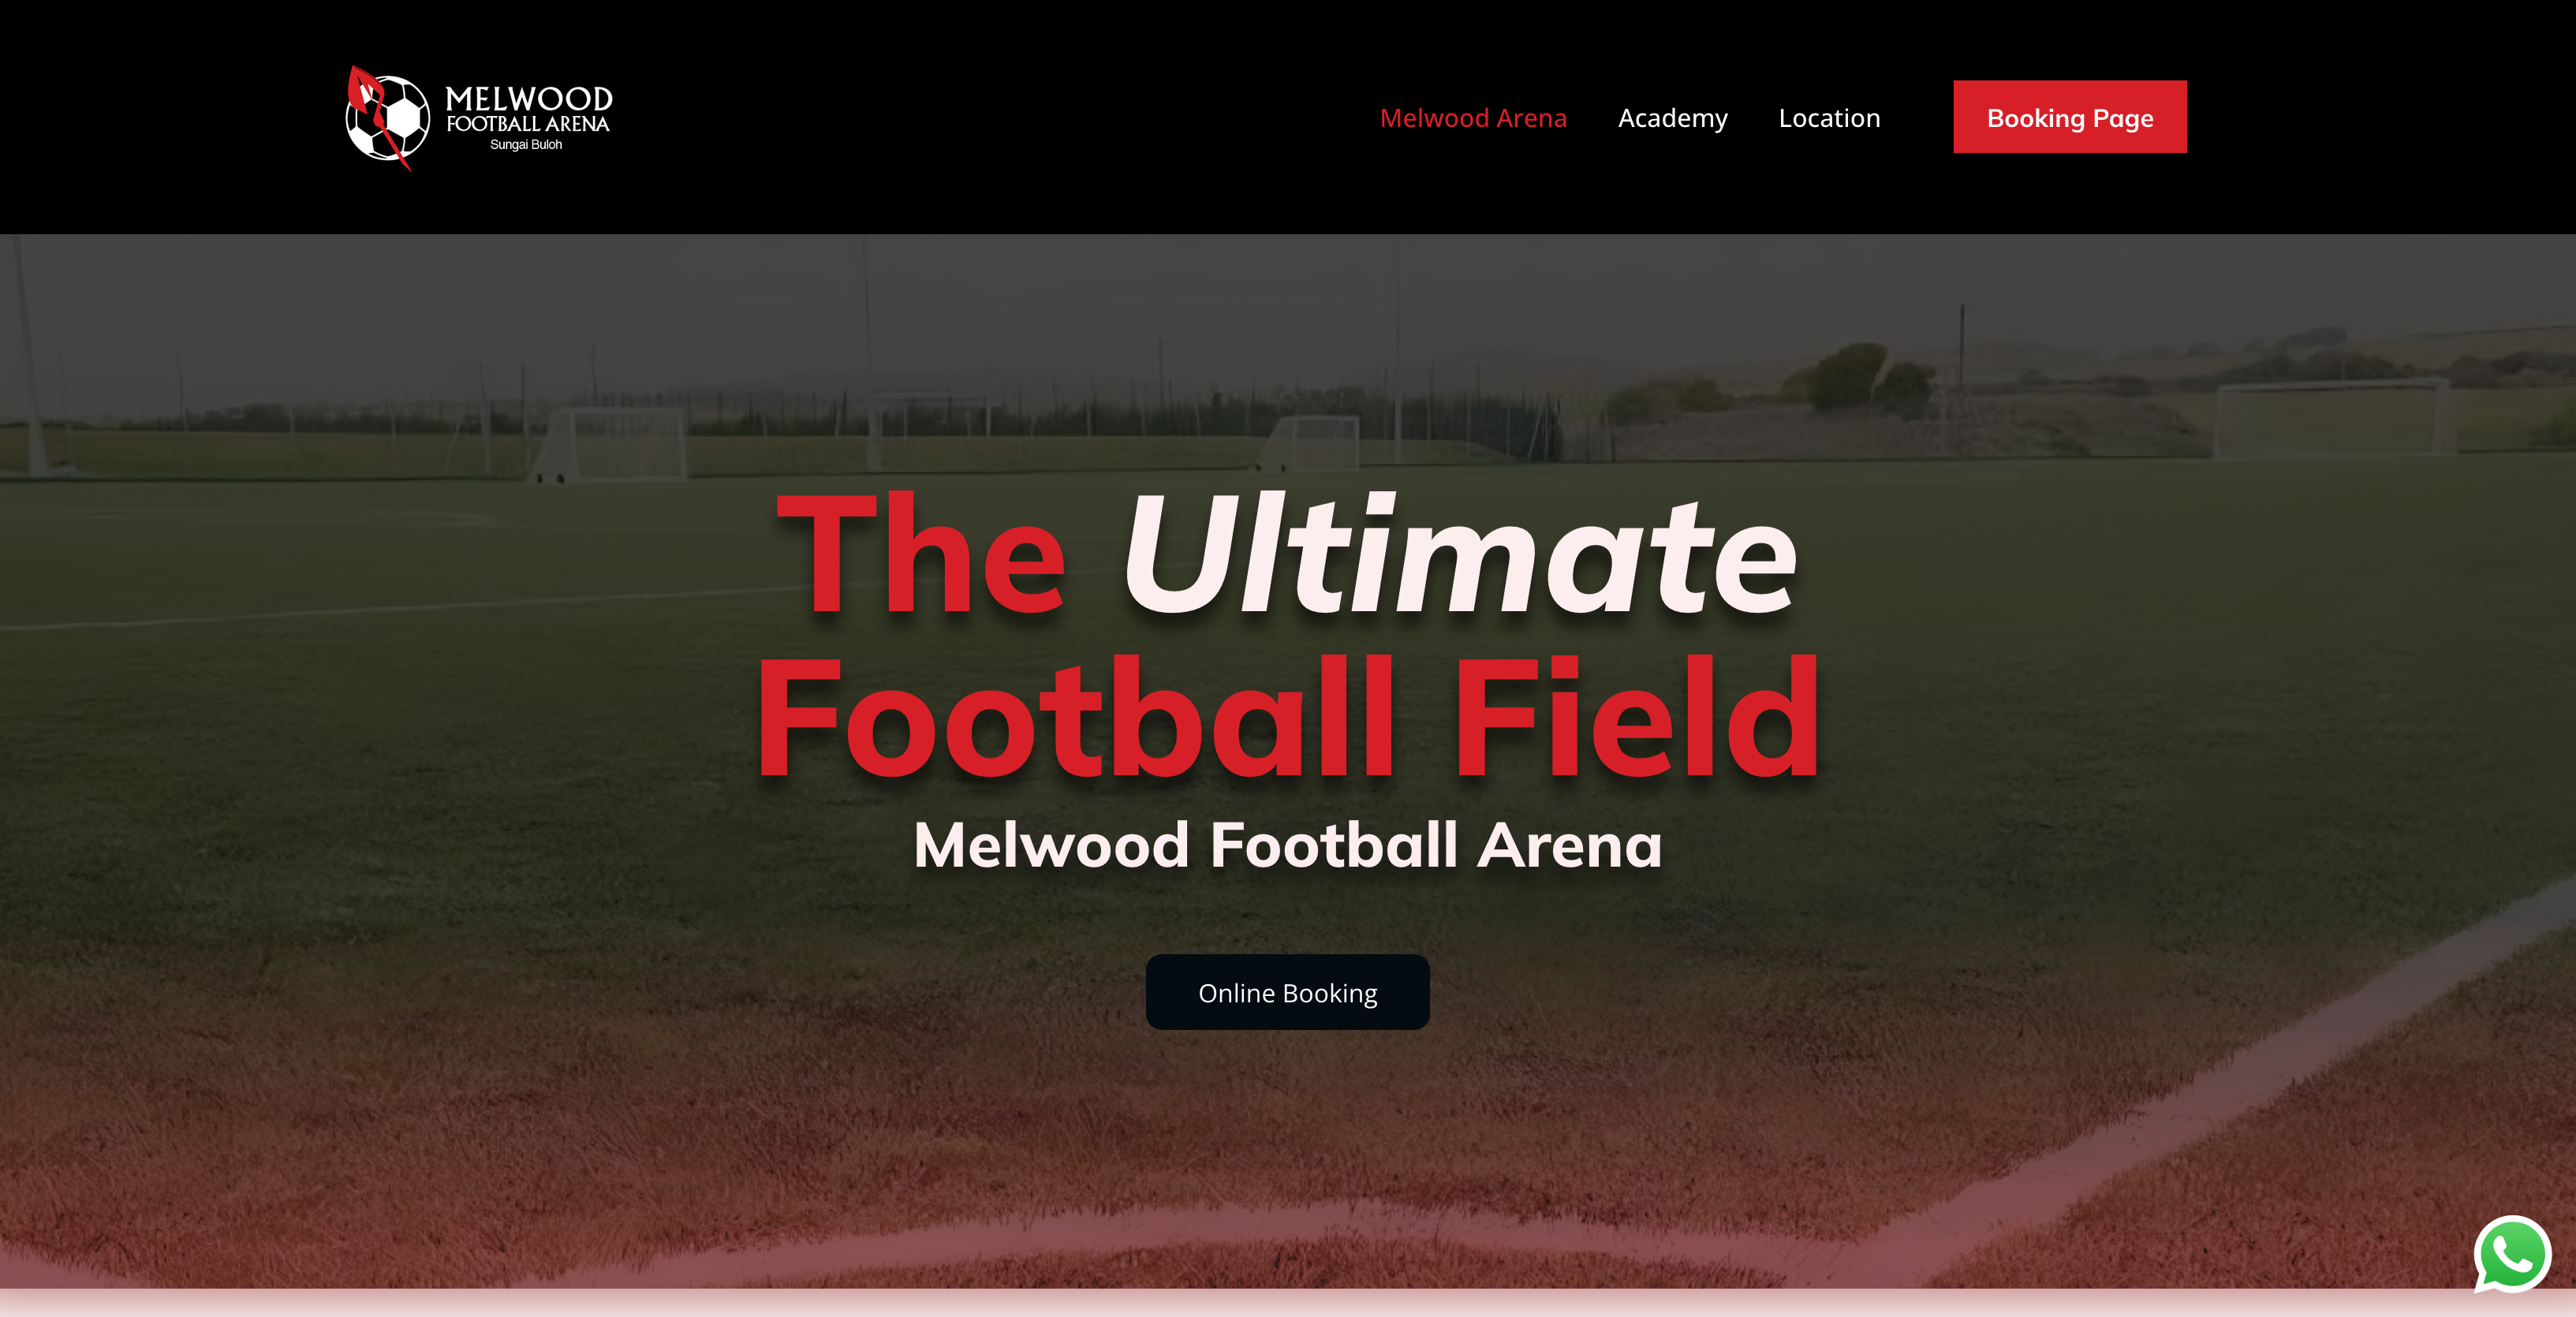 MELWOOD
FOOTBALL ARENA
Sungai Buloh
Melwood Arena
Academy
Location
Booking Page
The Ultimate
Football Field
Melwood Football Arena
Online Booking